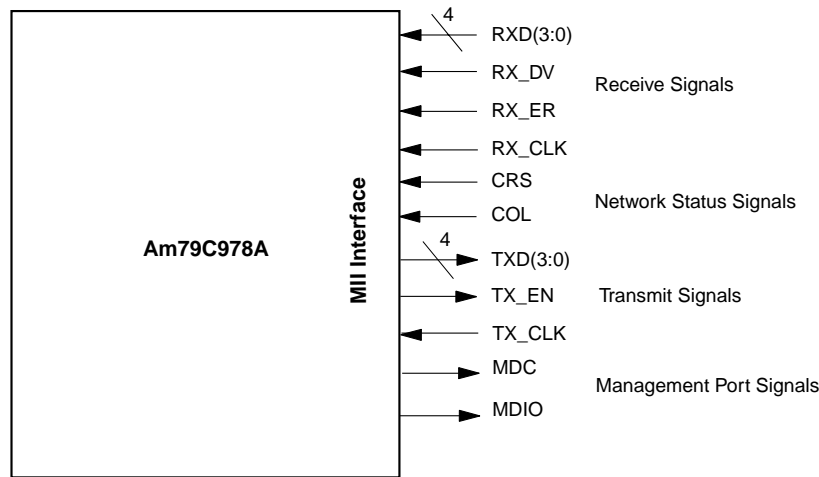 4
RXD(3:0)
RX_DV
Receive Signals
RX_ER
RX_CLK
CRS
Network Status Signals
COL
Am79C978A
MII Interface
4
TXD(3:0)
TX_EN
Transmit Signals
TX_CLK
MDC
Management Port Signals
MDIO